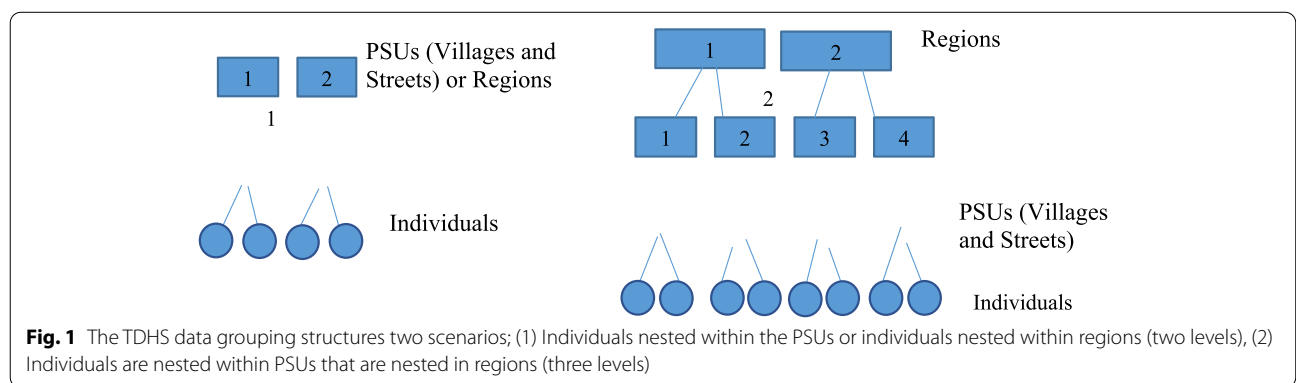 PSUs (Villages and
Streets) or Regions
1 2
1
Individuals
Regions
1 2
2
1 2 3 4
PSUs (Villages
and Streets)
Individuals
Fig. 1 The TDHS data grouping structures two scenarios; (1) Individuals nested within the PSUs or individuals nested within regions (two levels), (2)
Individuals are nested within PSUs that are nested in regions (three levels)